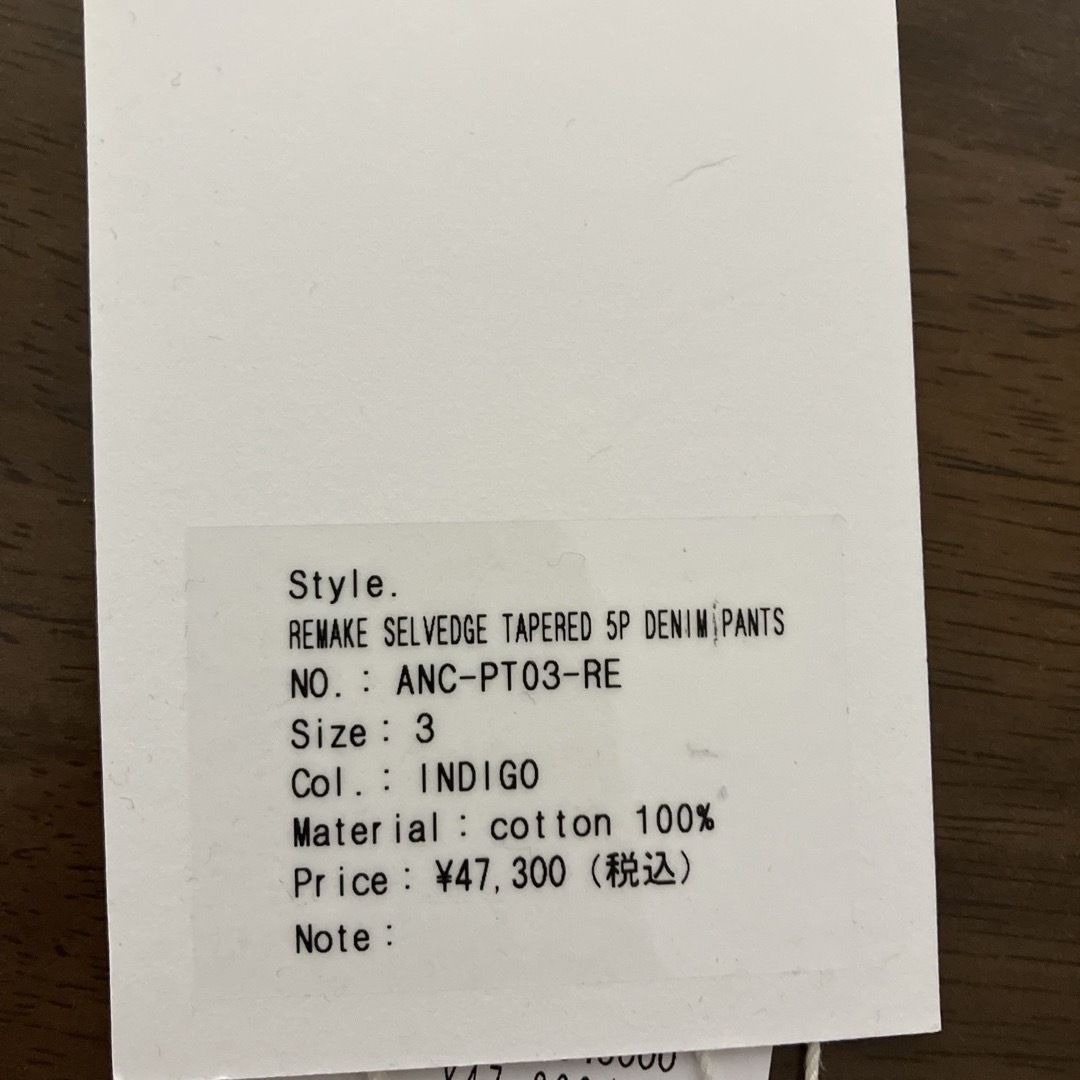 Style.
REMAKE SELVEDGE TAPERED 5P DENIM PANTS
NO.: ANC-PT03-RE
Size: 3
Col.: INDIGO
Material: cotton 100%
Price: ¥47,300 (税込)
Note: